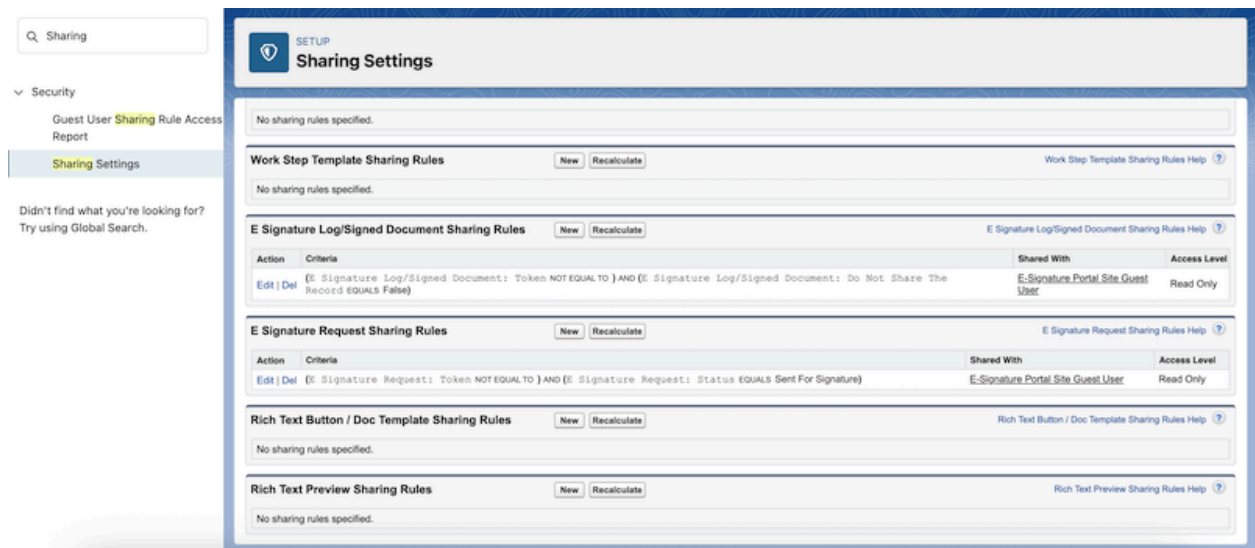 Sharing
Security
Guest User Sharing Rule Access
Report
Sharing Settings
Didn't find what you're looking for?
Try using Global Search.
SETUP
Sharing Settings
No sharing rules specified.
Work Step Template Sharing Rules New Recalculate Work Step Template Sharing Rules Help ?
No sharing rules specified.
E Signature Log/Signed Document Sharing Rules New Recalculate E Signature Log/Signed Document Sharing Rules Help ?
Action Criteria Shared With Access Level
Edit | Del (E Signature Log/Signed Document: Token NOT EQUAL TO ) AND (E Signature Log/Signed Document: Do Not Share The E-Signature Portal Site Guest Read Only
Record EQUALS False) User
E Signature Request Sharing Rules New Recalculate E Signature Request Sharing Rules Help ?
Action Criteria Shared With Access Level
Edit | Del (E Signature Request: Token NOT EQUAL TO ) AND (E Signature Request: Status EQUALS Sent For Signature) E-Signature Portal Site Guest User Read Only
Rich Text Button / Doc Template Sharing Rules New Recalculate Rich Text Button / Doc Template Sharing Rules Help ?
No sharing rules specified.
Rich Text Preview Sharing Rules New Recalculate Rich Text Preview Sharing Rules Help ?
No sharing rules specified.